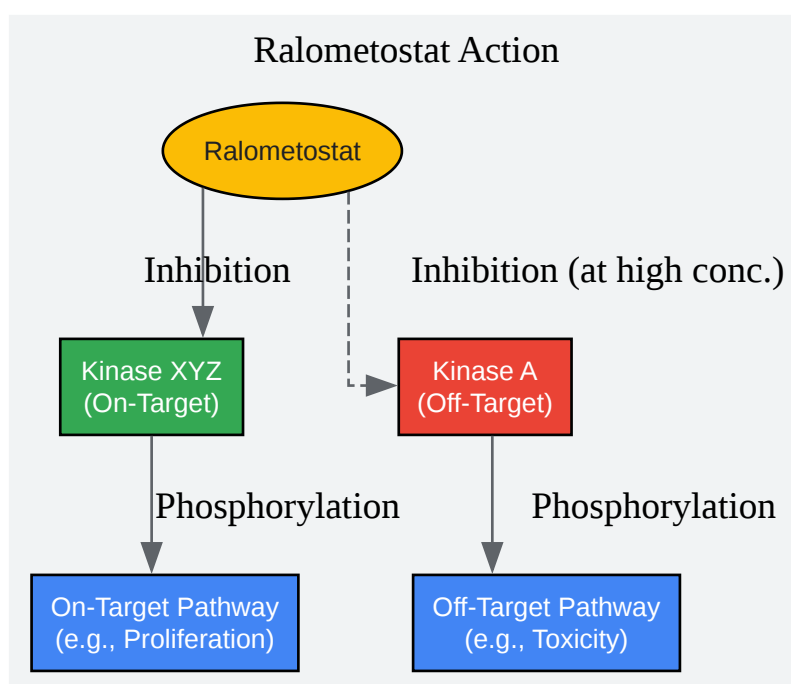 Ralometostat Action
Ralometostat
Inhibition
Inhibition (at high conc.)
Kinase XYZ
(On-Target)
Kinase A
(Off-Target)
Phosphorylation
Phosphorylation
On-Target Pathway
(e.g., Proliferation)
Off-Target Pathway
(e.g., Toxicity)